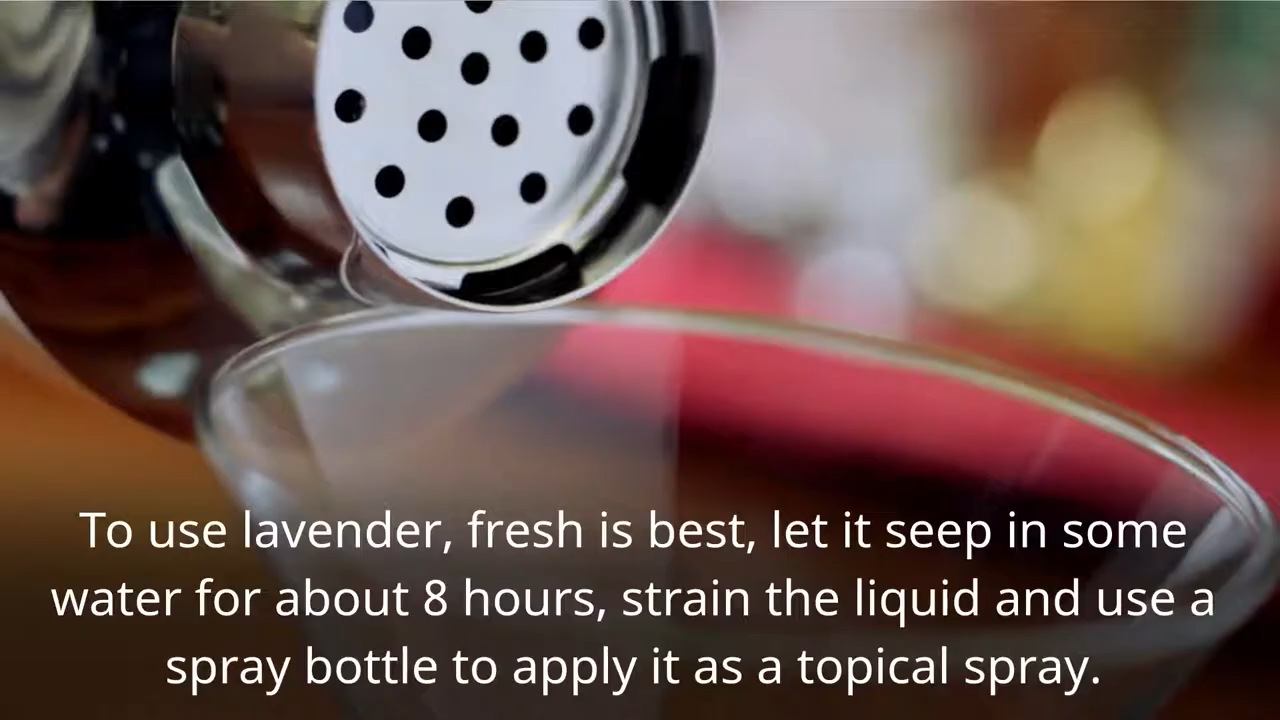 To use lavender, fresh is best, let it seep in some
water for about 8 hours, strain the liquid and use a
spray bottle to apply it as a topical spray.